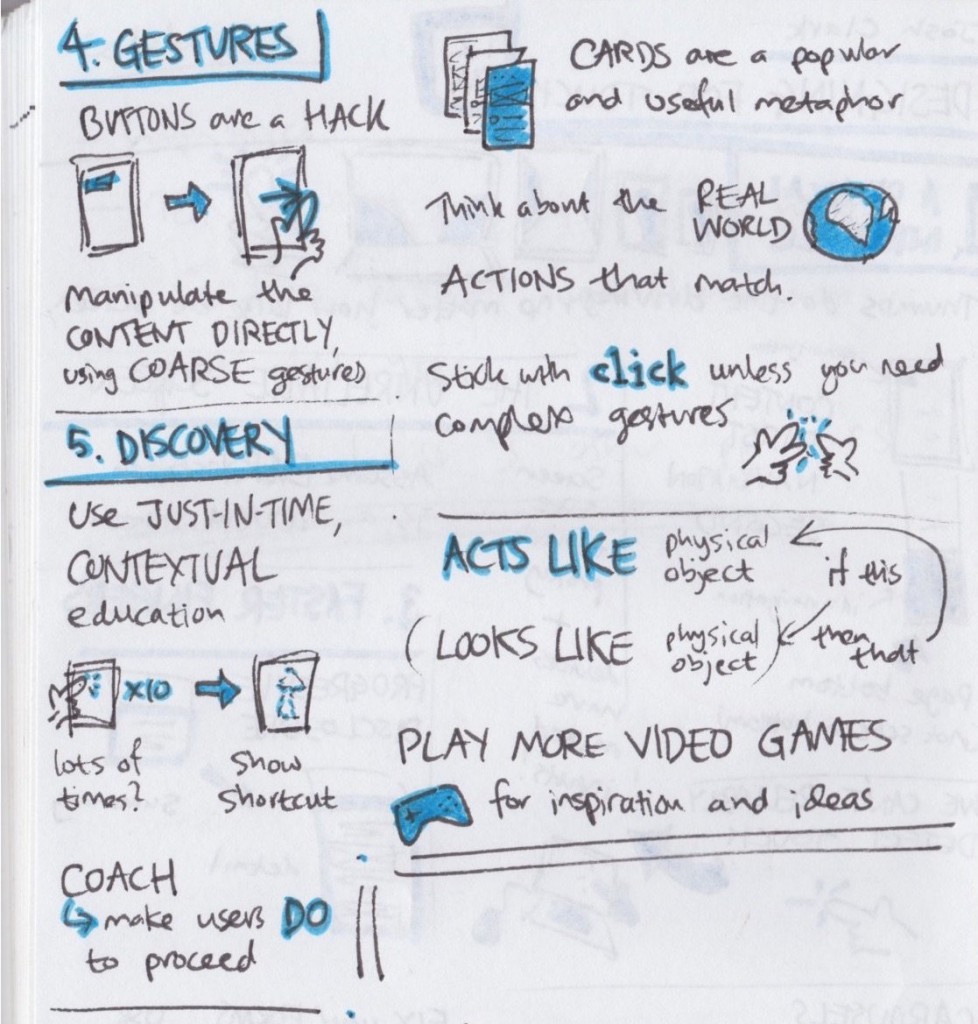 4. GESTURES
BUTTONS are a HACK
Manipulate the
CONTENT DIRECTLY,
using COARSE gestures
CARDS are a popular
and useful metaphor
Think about the REAL
WORLD
ACTIONS that match.
Stick with click unless you need
complex gestures
5. DISCOVERY
Use JUST-IN-TIME,
CONTEXTUAL
education
x10
lots of
times?
show
shortcut
COACH
make users DO
to proceed
ACTS LIKE physical
object
if this
(LOOKS LIKE physical
object)
then
that
PLAY MORE VIDEO GAMES
for inspiration and ideas